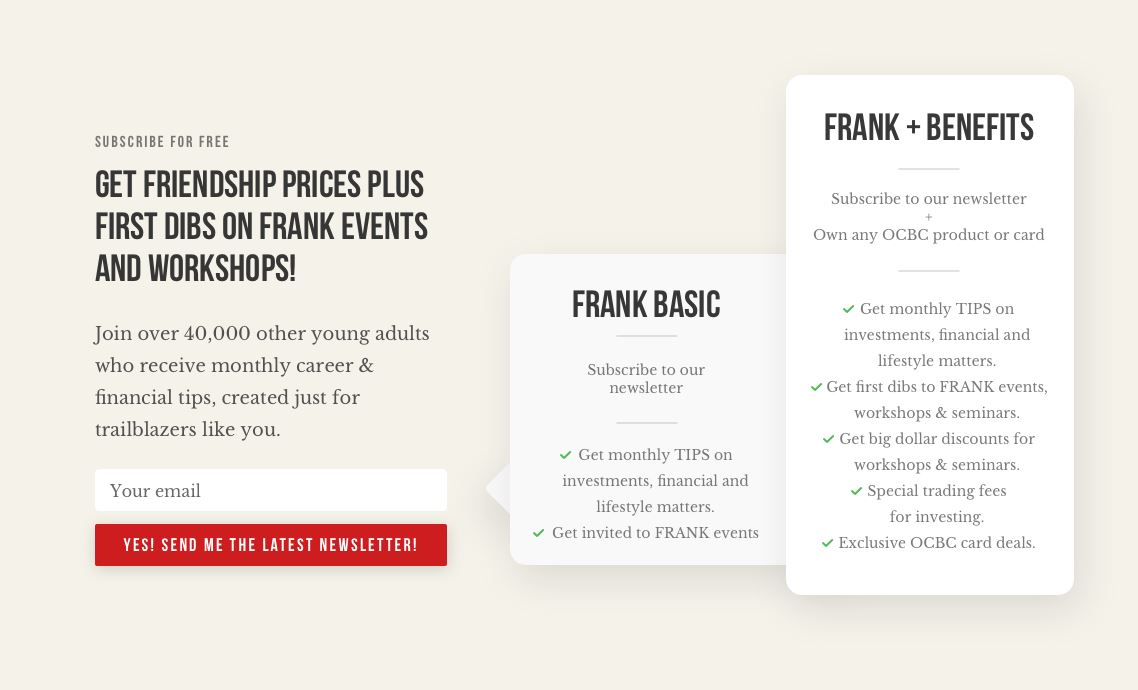 SUBSCRIBE FOR FREE
GET FRIENDSHIP PRICES PLUS
FIRST DIBS ON FRANK EVENTS
AND WORKSHOPS!
Join over 40,000 other young adults
who receive monthly career &
financial tips, created just for
trailblazers like you.
Your email
YES! SEND ME THE LATEST NEWSLETTER!
FRANK BASIC
Subscribe to our
newsletter
Get monthly TIPS on
investments, financial and
lifestyle matters.
Get invited to FRANK events
FRANK + BENEFITS
Subscribe to our newsletter
+
Own any OCBC product or card
Get monthly TIPS on
investments, financial and
lifestyle matters.
Get first dibs to FRANK events,
workshops & seminars.
Get big dollar discounts for
workshops & seminars.
Special trading fees
for investing.
Exclusive OCBC card deals.